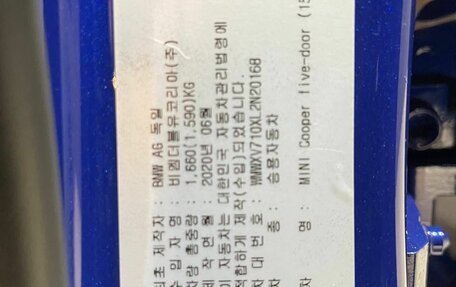 최초 제작자 : BMW AG 독일
수 입 자 명 : 비엠더블유코리아(주)
차량 총중량 : 1,660(1,590)KG
제 작 연 월 : 2020년 06월
이 자동차는 대한민국 자동차관리법령에
적합하게 제작(수입)되었습니다.
차 대 번 호 : WMWXV710XL2N20168
차 종 : 승용자동차
차 명 : MINI Cooper five-door (15